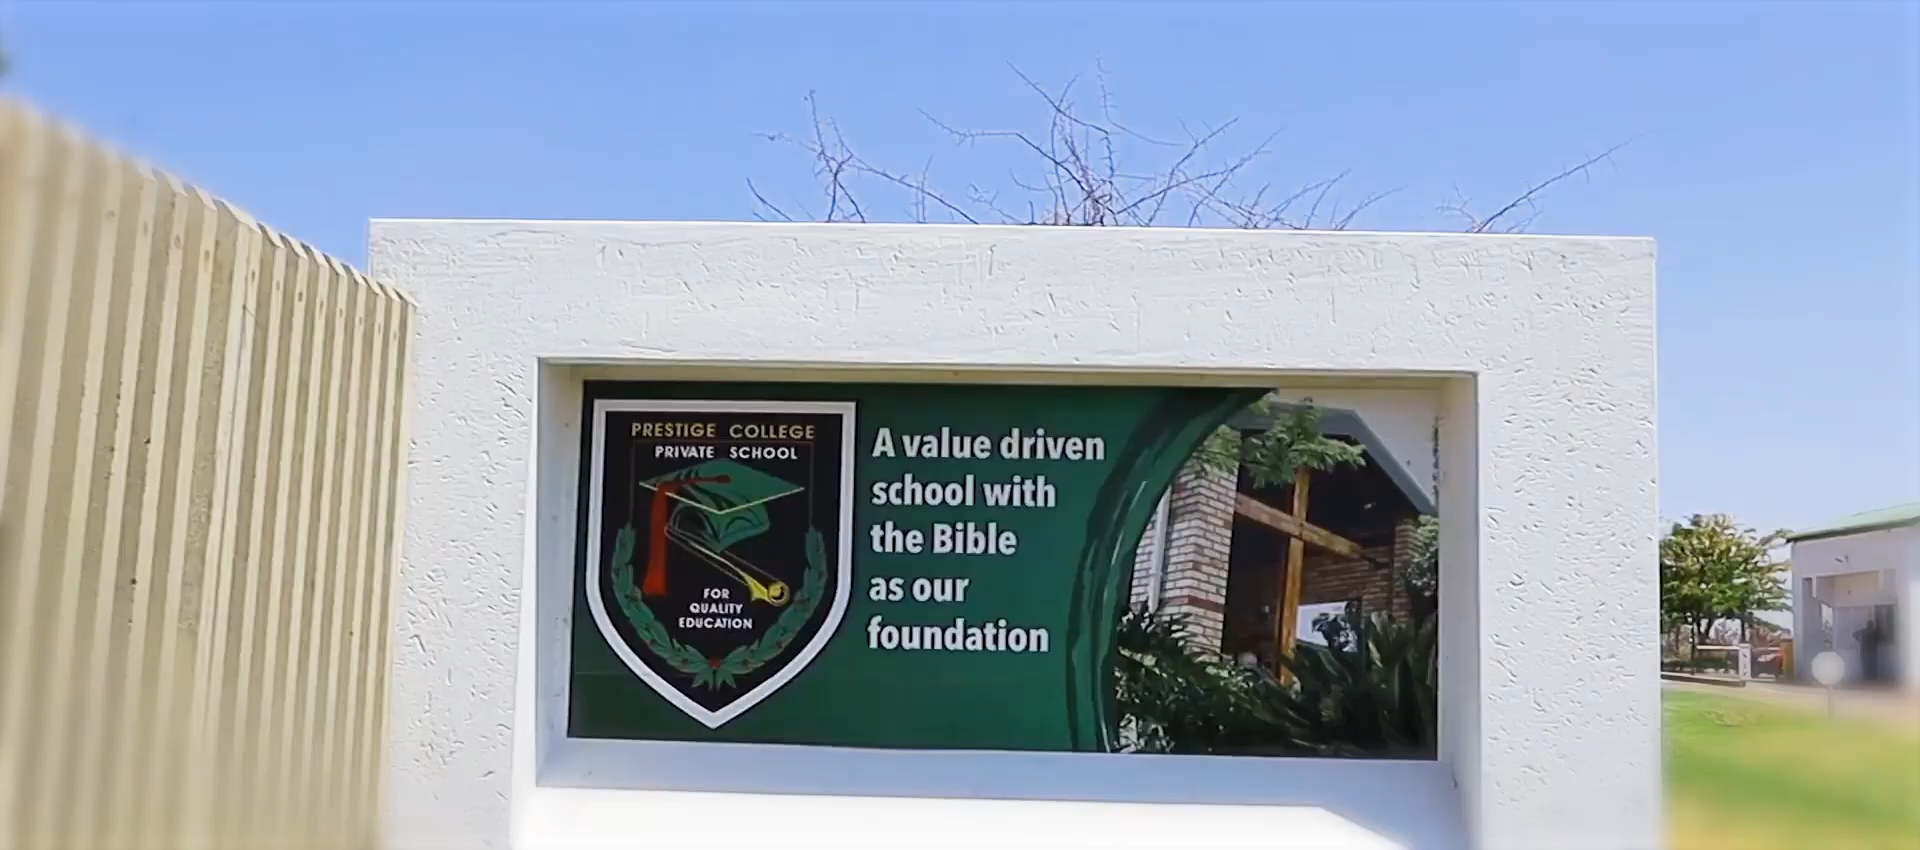 PRESTIGE COLLEGE
PRIVATE SCHOOL
FOR
QUALITY
EDUCATION
A value driven
school with
the Bible
as our
foundation